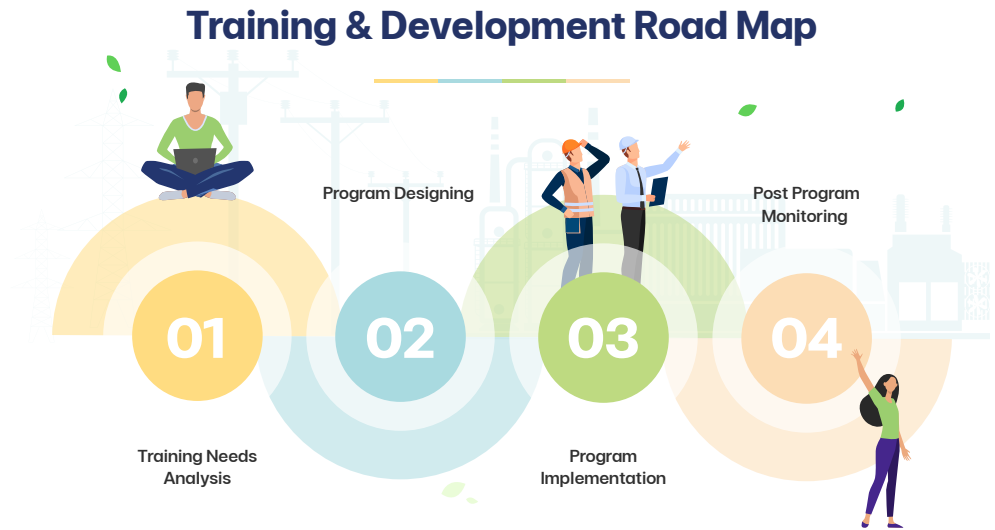 Training & Development Road Map
Program Designing
Post Program
Monitoring
01
02
03
04
Training Needs
Analysis
Program
Implementation